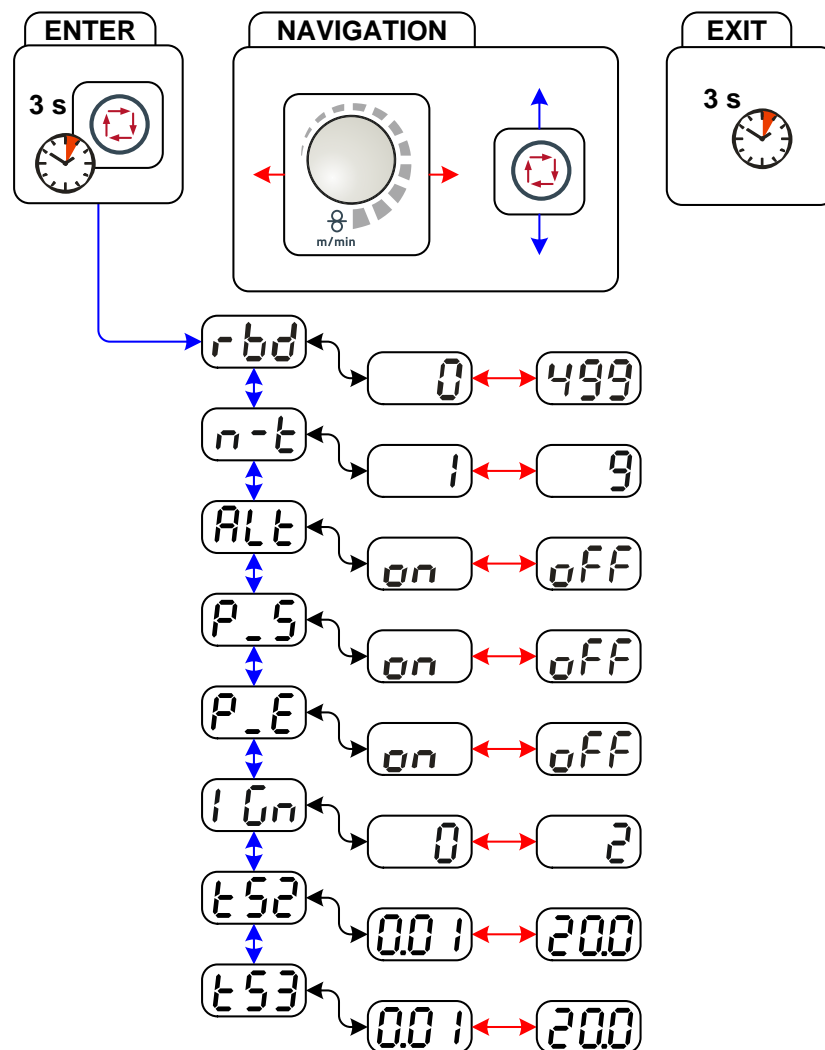 ENTER
NAVIGATION
EXIT
3 s
3 s
m/min
rbd
0
499
n-t
1
9
ALt
on
oFF
P_S
on
oFF
P_E
on
oFF
IGn
0
2
tS2
0.01
20.0
tS3
0.01
20.0